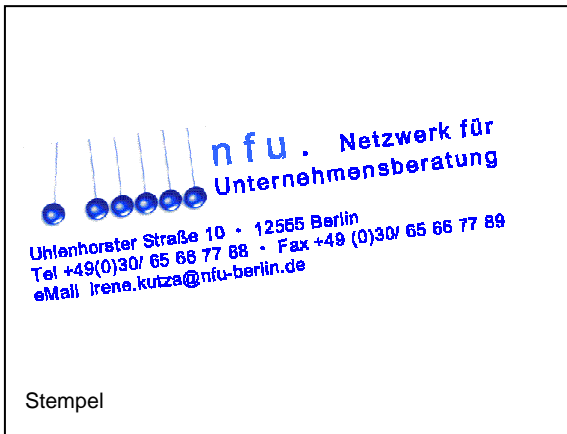 nfu. Netzwerk für
Unternehmensberatung
Uhlenhorster Straße 10 · 12555 Berlin
Tel +49(0)30/ 65 66 77 88 · Fax +49 (0)30/ 65 66 77 89
eMail irene.kutza@nfu-berlin.de
Stempel